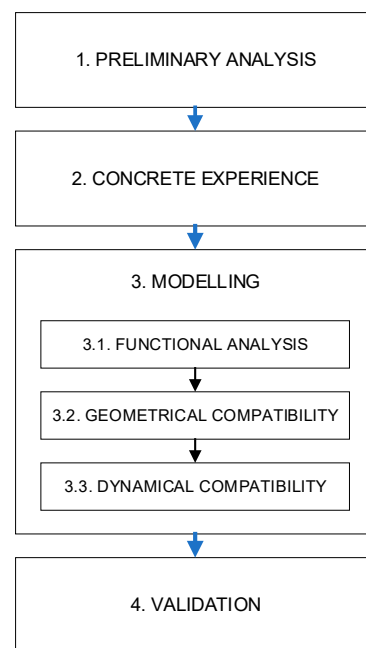 1. PRELIMINARY ANALYSIS
2. CONCRETE EXPERIENCE
3. MODELLING
3.1. FUNCTIONAL ANALYSIS
3.2. GEOMETRICAL COMPATIBILITY
3.3. DYNAMICAL COMPATIBILITY
4. VALIDATION